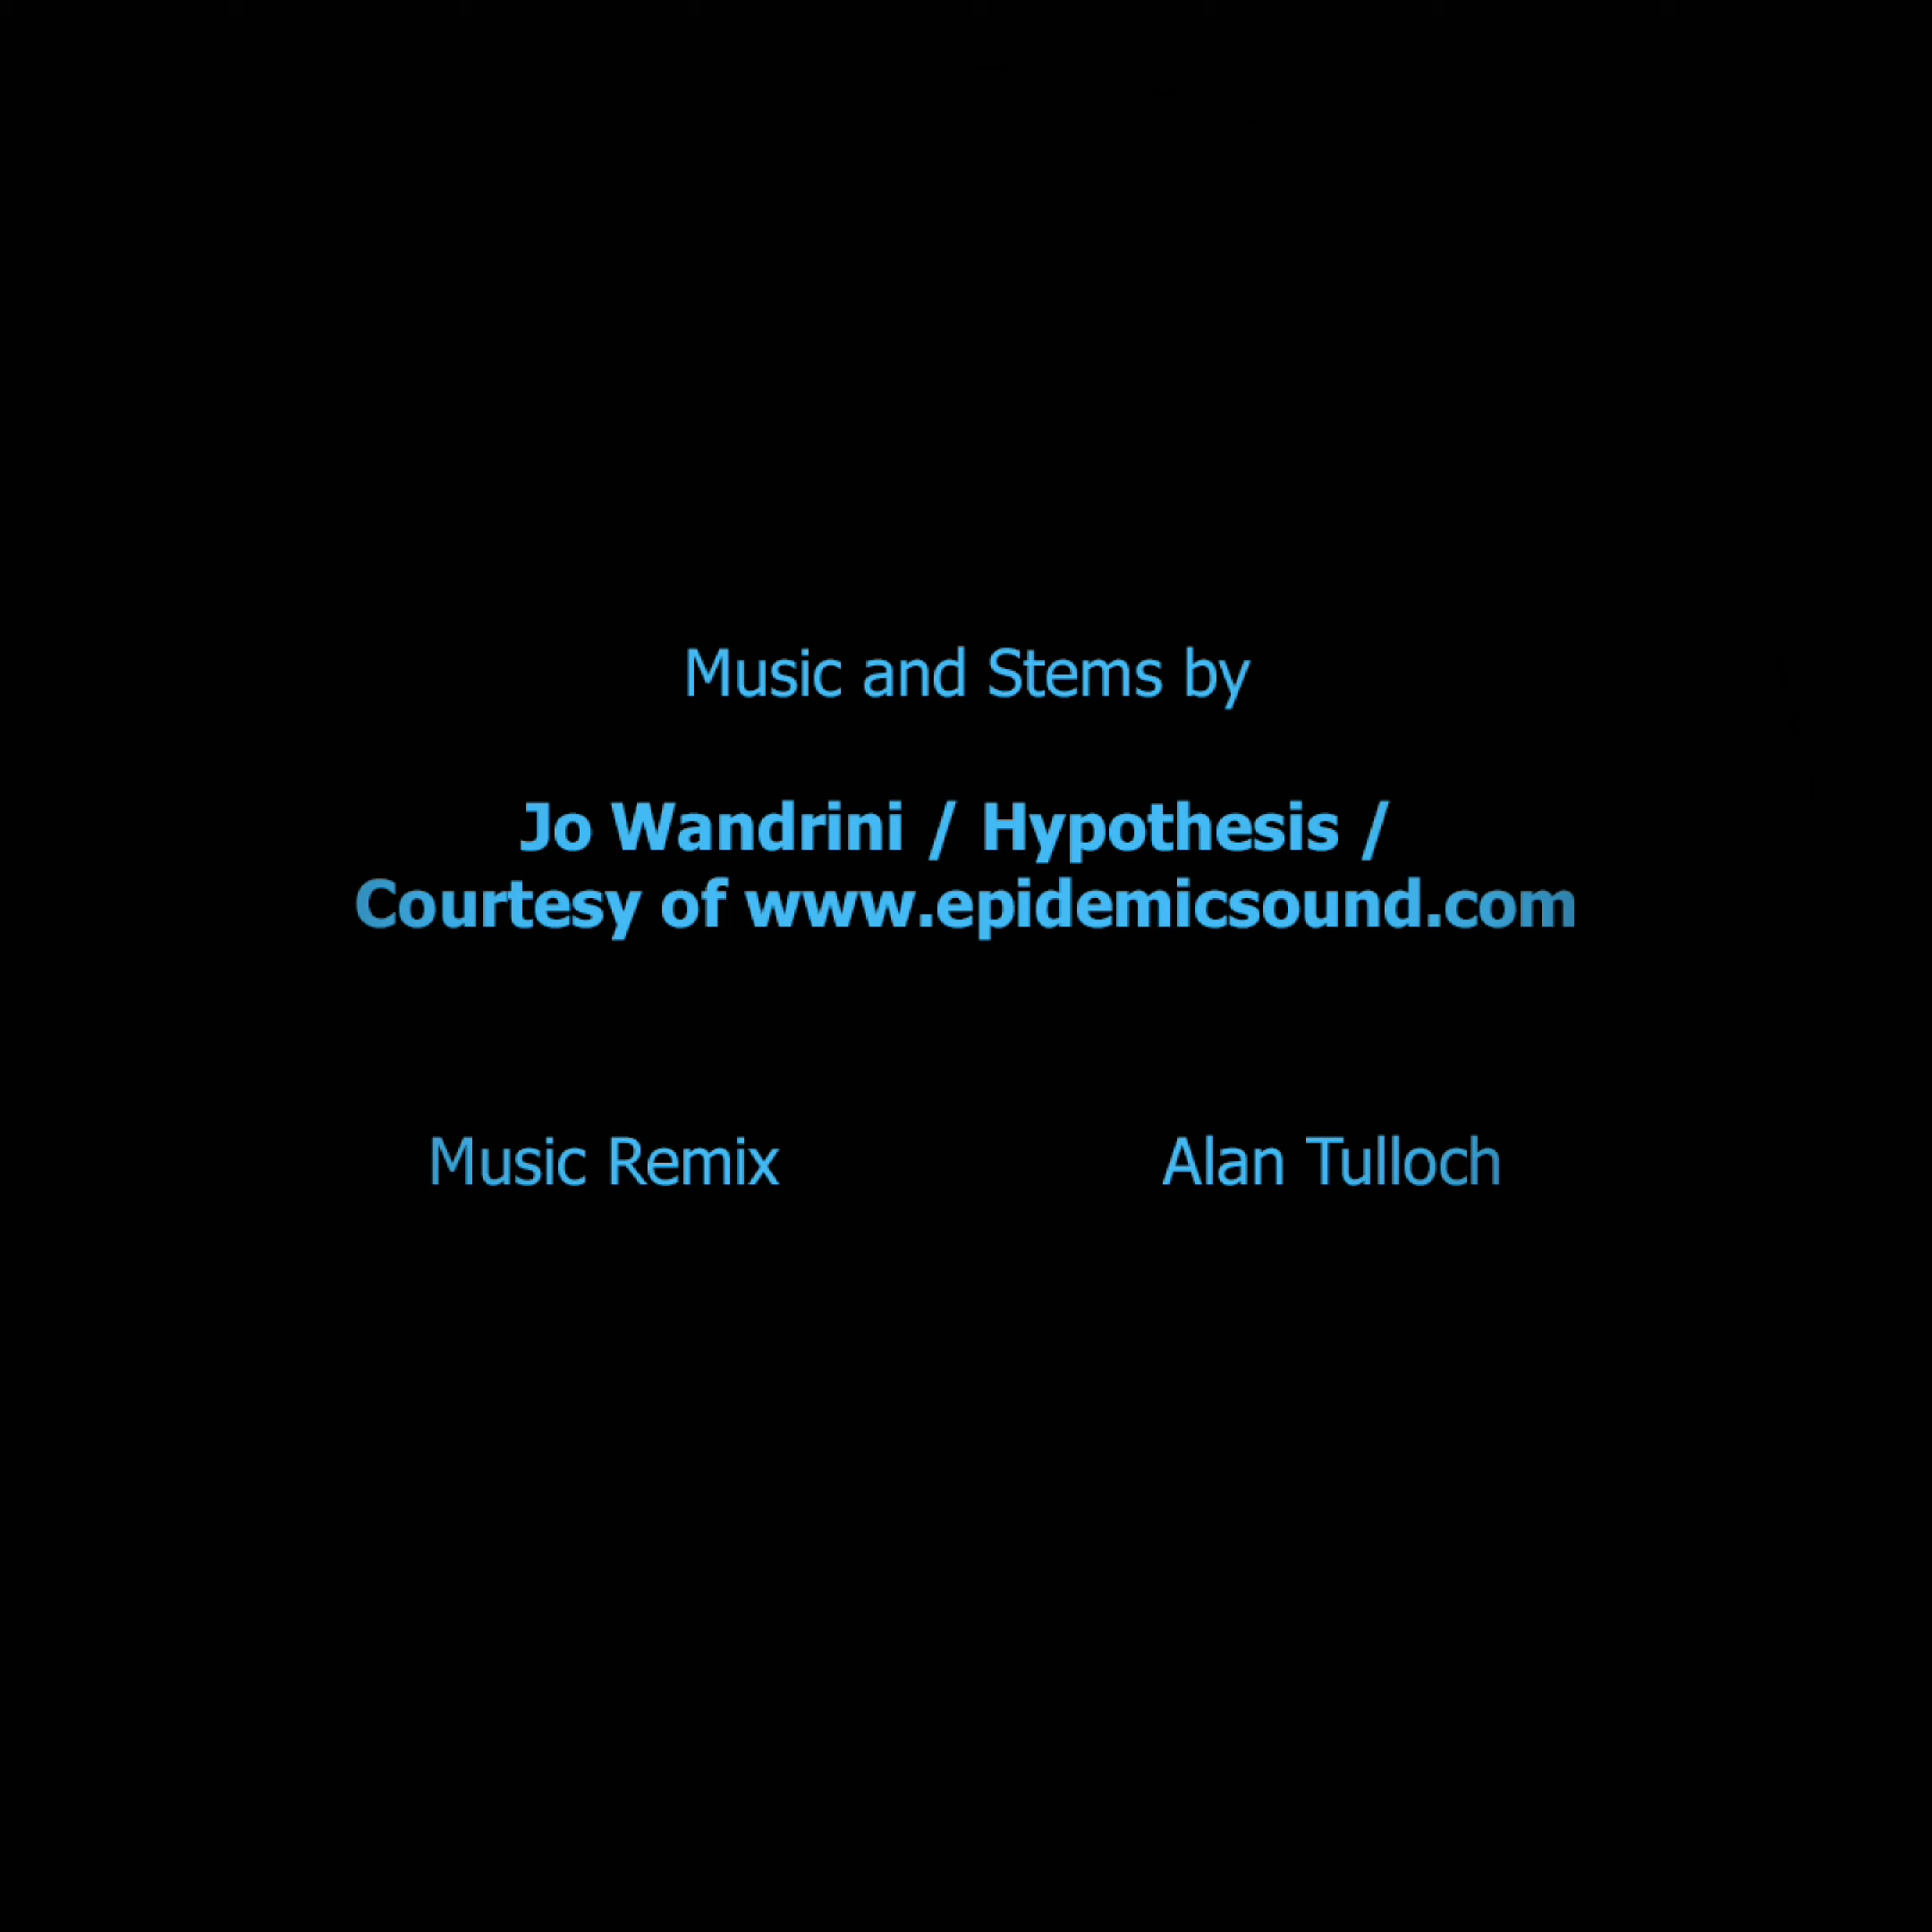 Music and Stems by
Jo Wandrini / Hypothesis /
Courtesy of www.epidemicsound.com
Music Remix Alan Tulloch